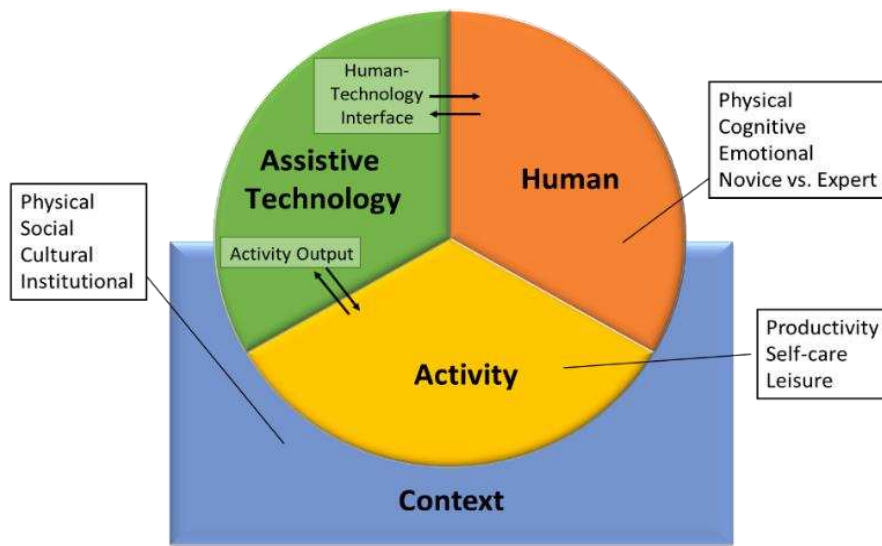 Human-
Technology
Interface
Assistive
Technology
Human
Physical
Cognitive
Emotional
Novice vs. Expert
Physical
Social
Cultural
Institutional
Activity Output
Activity
Productivity
Self-care
Leisure
Context